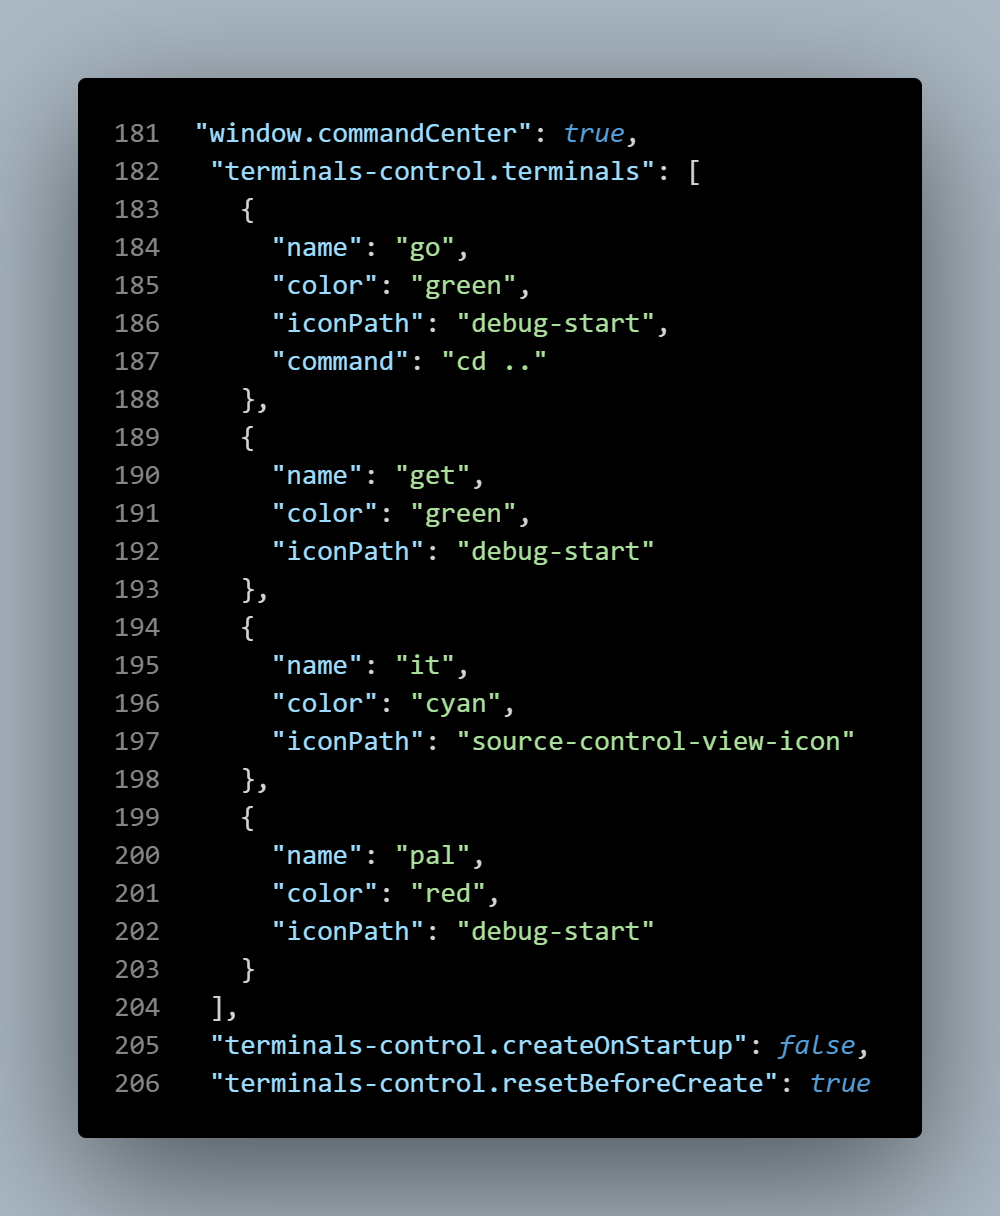 181 "window.commandCenter": true,
182 "terminals-control.terminals": [
183 {
184 "name": "go",
185 "color": "green",
186 "iconPath": "debug-start",
187 "command": "cd .."
188 },
189 {
190 "name": "get",
191 "color": "green",
192 "iconPath": "debug-start"
193 },
194 {
195 "name": "it",
196 "color": "cyan",
197 "iconPath": "source-control-view-icon"
198 },
199 {
200 "name": "pal",
201 "color": "red",
202 "iconPath": "debug-start"
203 }
204 ],
205 "terminals-control.createOnStartup": false,
206 "terminals-control.resetBeforeCreate": true